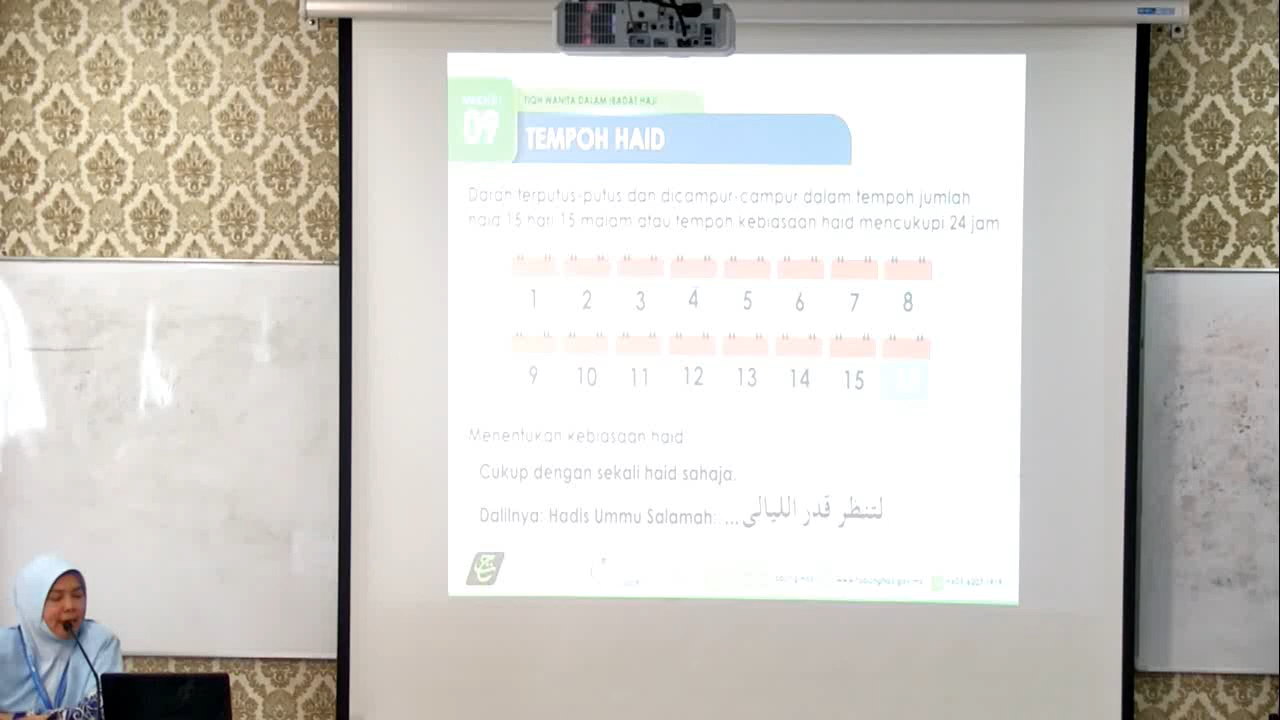 09
FIQH WANITA DALAM IBADAT HAJI
TEMPOH HAID
Darah terputus-putus dan dicampur-campur dalam tempoh jumlah
haid 15 hari 15 malam atau tempoh kebiasaan haid mencukupi 24 jam
1 2 3 4 5 6 7 8
9 10 11 12 13 14 15
Menentukan kebiasaan haid
Cukup dengan sekali haid sahaja.
Dalilnya: Hadis Ummu Salamah: ... لتنظر قدر الليالى